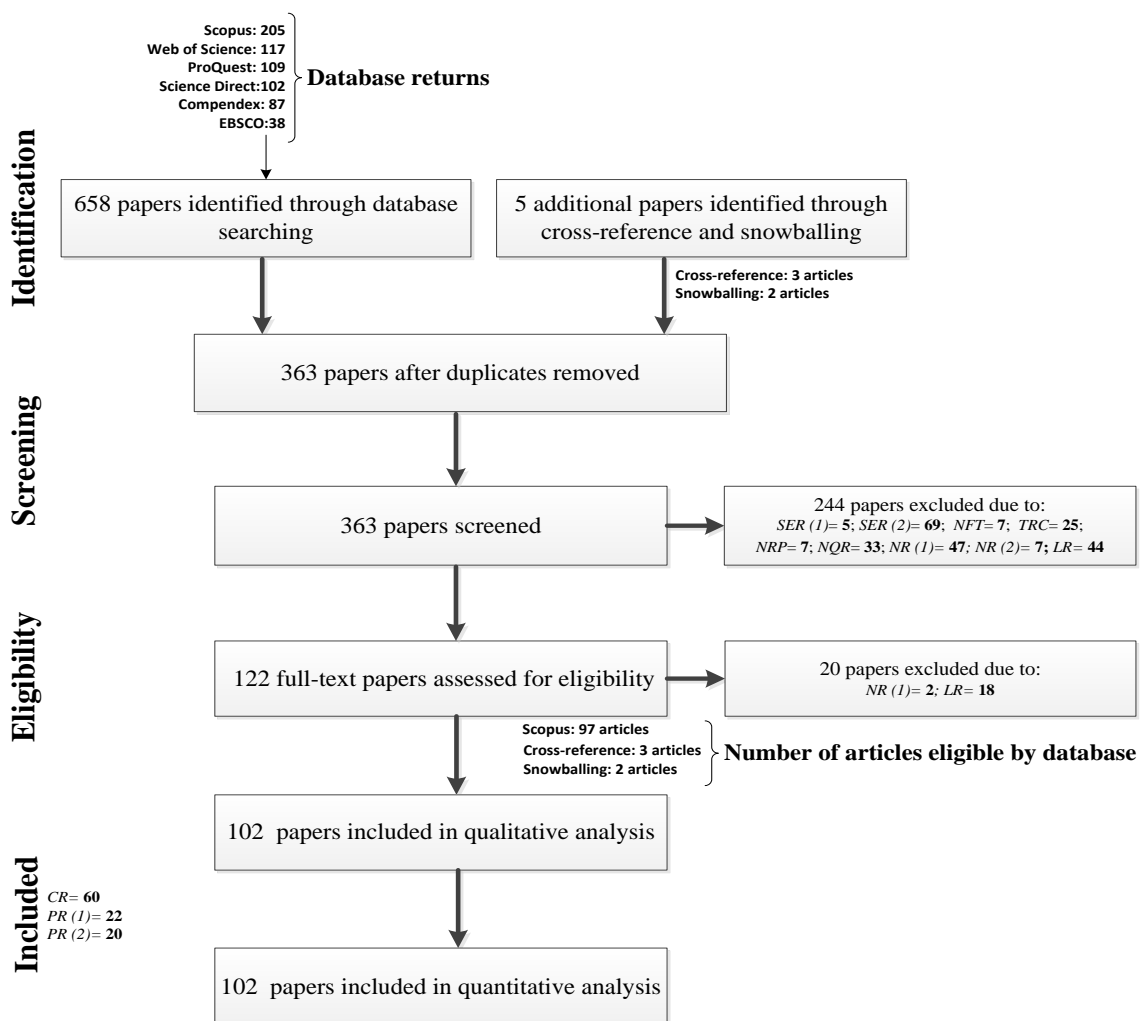 Scopus: 205
Web of Science: 117
ProQuest: 109
Science Direct:102
Compendex: 87
EBSCO:38
Database returns
Identification
658 papers identified through database
searching
5 additional papers identified through
cross-reference and snowballing
Cross-reference: 3 articles
Snowballing: 2 articles
363 papers after duplicates removed
Screening
363 papers screened
244 papers excluded due to:
SER (1)= 5; SER (2)= 69; NFT= 7; TRC= 25;
NRP= 7; NQR= 33; NR (1)= 47; NR (2)= 7; LR= 44
Eligibility
122 full-text papers assessed for eligibility
20 papers excluded due to:
NR (1)= 2; LR= 18
Scopus: 97 articles
Cross-reference: 3 articles
Snowballing: 2 articles
Number of articles eligible by database
102 papers included in qualitative analysis
Included
CR= 60
PR (1)= 22
PR (2)= 20
102 papers included in quantitative analysis